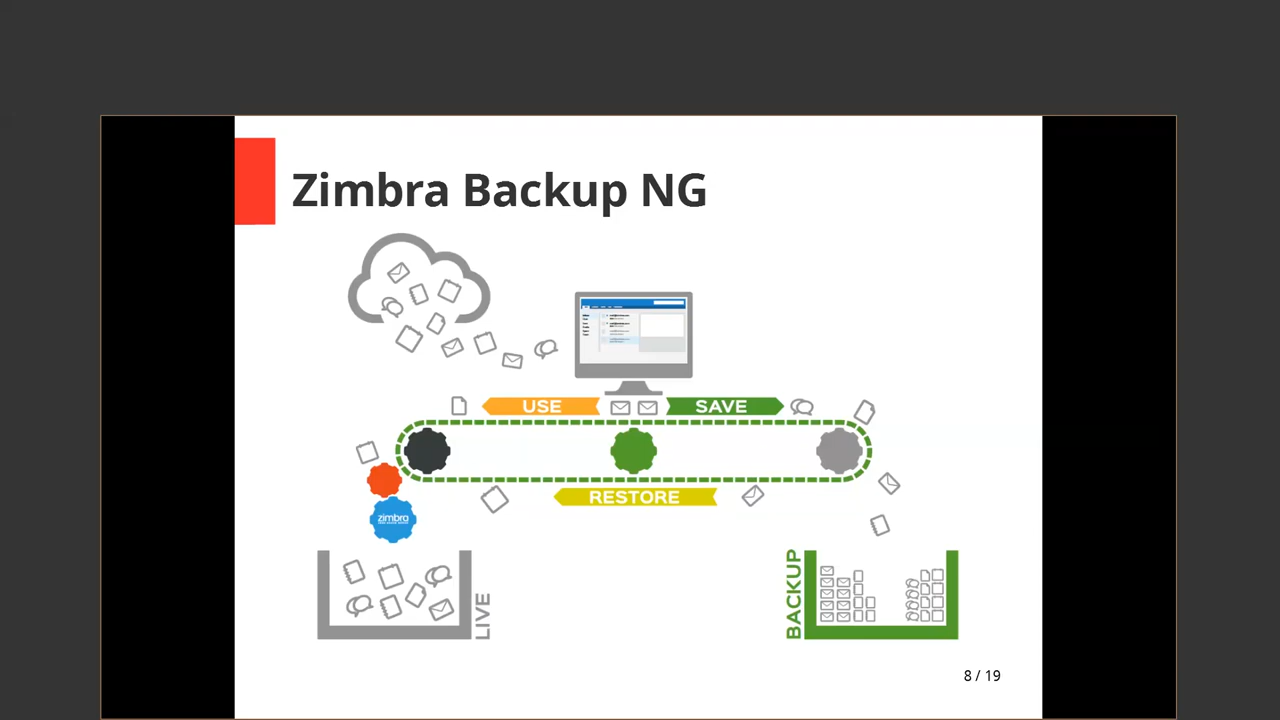 Zimbra Backup NG
USE
SAVE
RESTORE
zimbra
LIVE
BACKUP
8 / 19